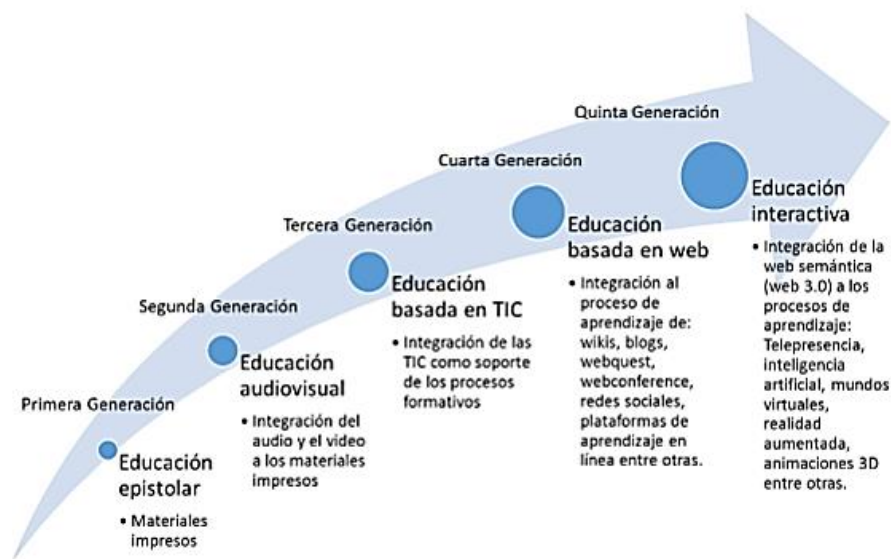 Primera Generación
Educación
epistolar
• Materiales
impresos
Segunda Generación
Educación
audiovisual
• Integración del
audio y el video
a los materiales
impresos
Tercera Generación
Educación
basada en TIC
• Integración de las
TIC como soporte
de los procesos
formativos
Cuarta Generación
Educación
basada en web
• Integración al
proceso de
aprendizaje de:
wikis, blogs,
webquest,
webconference,
redes sociales,
plataformas de
aprendizaje en
línea entre otras.
Quinta Generación
Educación
interactiva
• Integración de la
web semántica
(web 3.0) a los
procesos de
aprendizaje:
Telepresencia,
inteligencia
artificial, mundos
virtuales,
realidad
aumentada,
animaciones 3D
entre otras.